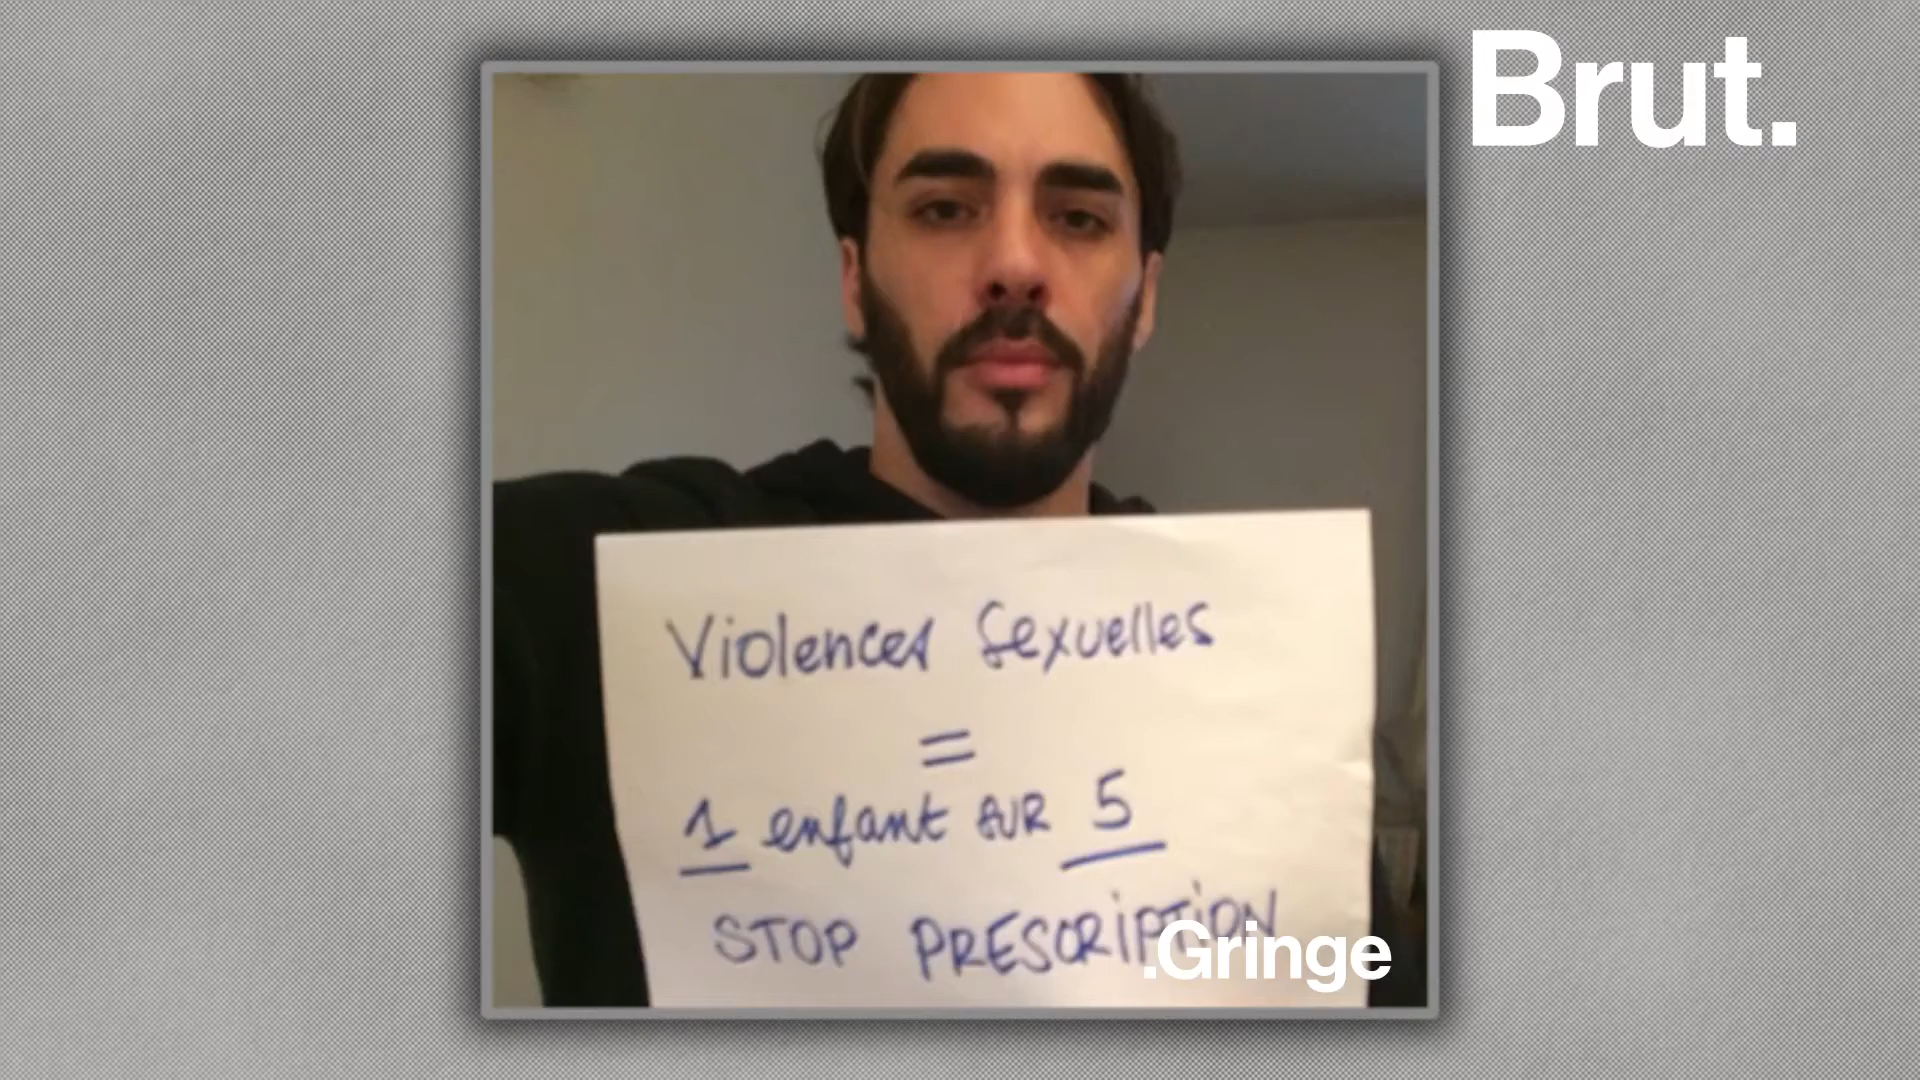 Brut.
Violences Sexuelles
=
1 enfant sur 5
STOP PRESCRIPTION
.Gringe